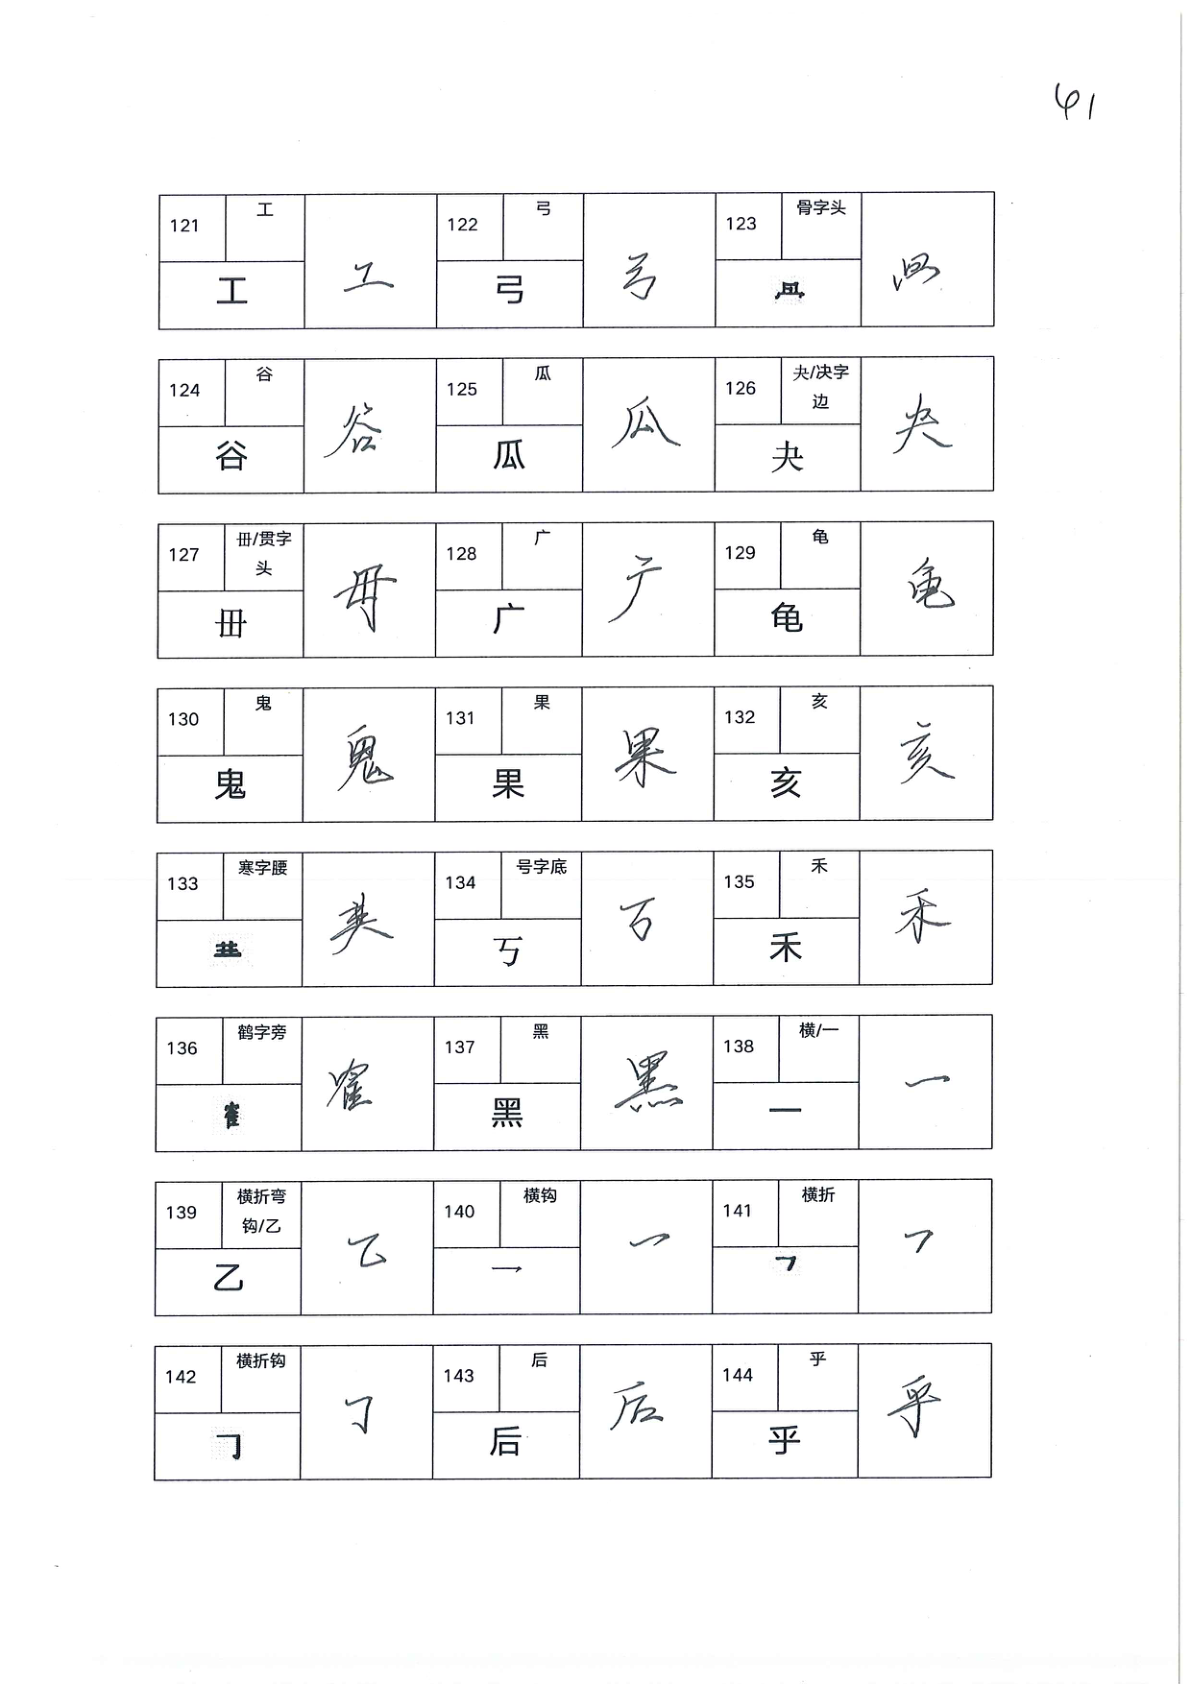 41
121 工 工 工
122 弓 弓 弓
123 骨字头
124 谷 谷 谷
125 瓜 瓜 瓜
126 夬/决字边 夬 夬
127 毌/贯字头 毌 毌
128 广 广 广
129 龟 龟 龟
130 鬼 鬼 鬼
131 果 果 果
132 亥 亥 亥
133 寒字腰
134 号字底 丂
135 禾 禾 禾
136 鹤字旁
137 黑 黑 黑
138 横/一 一 一
139 横折弯钩/乙 乙 乙
140 横钩 乛 乛
141 横折 𠃍 𠃍
142 横折钩 𠃌 𠃌
143 后 后 后
144 乎 乎 乎